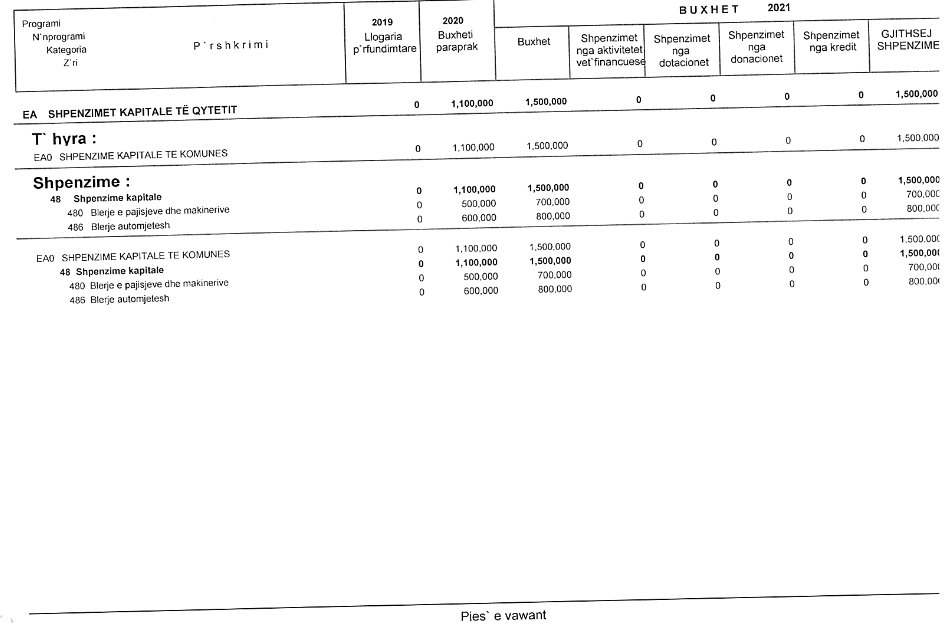 Programi
N`nprogrami
Kategoria
Z`ri
P`rshkrimi
2019
Llogaria
p`rfundimtare
2020
Buxheti
paraprak
BUXHET 2021
Buxhet
Shpenzimet
nga aktivitetet
vet`financuese
Shpenzimet
nga
dotacionet
Shpenzimet
nga
donacionet
Shpenzimet
nga kredit
GJITHSEJ
SHPENZIME
EA SHPENZIMET KAPITALE TË QYTETIT 0 1,100,000 1,500,000 0 0 0 0 1,500,000
T` hyra :
EA0 SHPENZIME KAPITALE TE KOMUNES 0 1,100,000 1,500,000 0 0 0 0 1,500,000
Shpenzime :
48 Shpenzime kapitale 0 1,100,000 1,500,000 0 0 0 0 1,500,000
480 Blerje e pajisjeve dhe makinerive 0 500,000 700,000 0 0 0 0 700,000
486 Blerje automjetesh 0 600,000 800,000 0 0 0 0 800,000
EA0 SHPENZIME KAPITALE TE KOMUNES 0 1,100,000 1,500,000 0 0 0 0 1,500,000
48 Shpenzime kapitale 0 1,100,000 1,500,000 0 0 0 0 1,500,000
480 Blerje e pajisjeve dhe makinerive 0 500,000 700,000 0 0 0 0 700,000
486 Blerje automjetesh 0 600,000 800,000 0 0 0 0 800,000
Pjes` e vawant